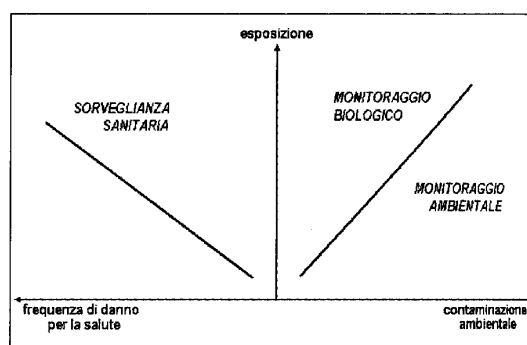 esposizione
SORVEGLIANZA
SANITARIA
MONITORAGGIO
BIOLOGICO
MONITORAGGIO
AMBIENTALE
frequenza di danno
per la salute
contaminazione
ambientale